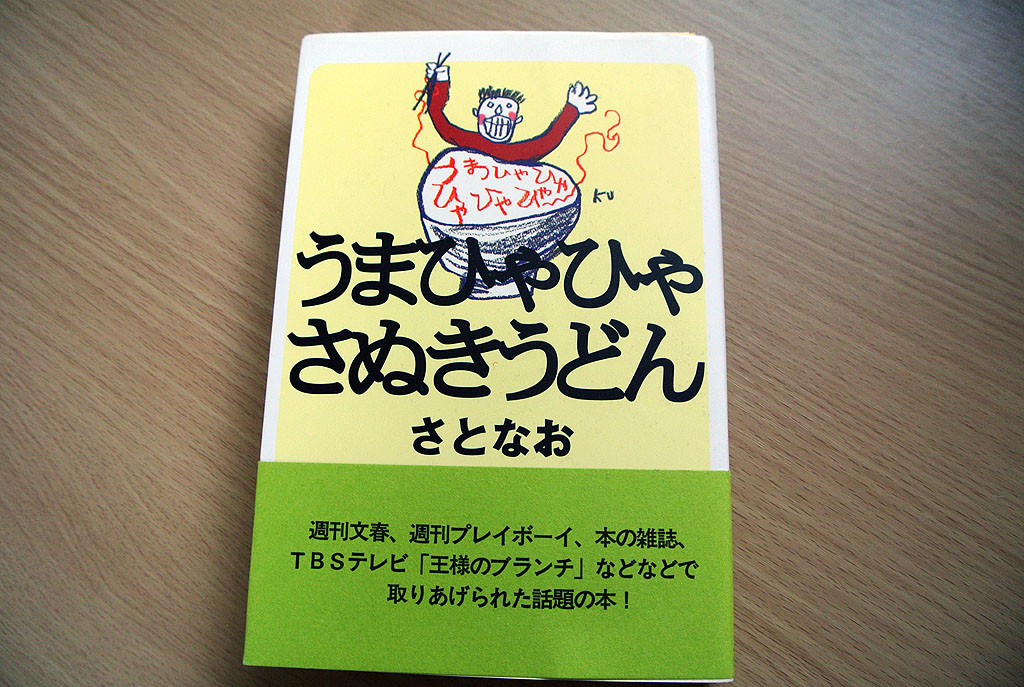 うまひゃひ
ひゃひゃひゃ
KU
うまひゃひゃ
さぬきうどん
さとなお
週刊文春、週刊プレイボーイ、本の雑誌、
TBSテレビ「王様のブランチ」などなどで
取りあげられた話題の本！